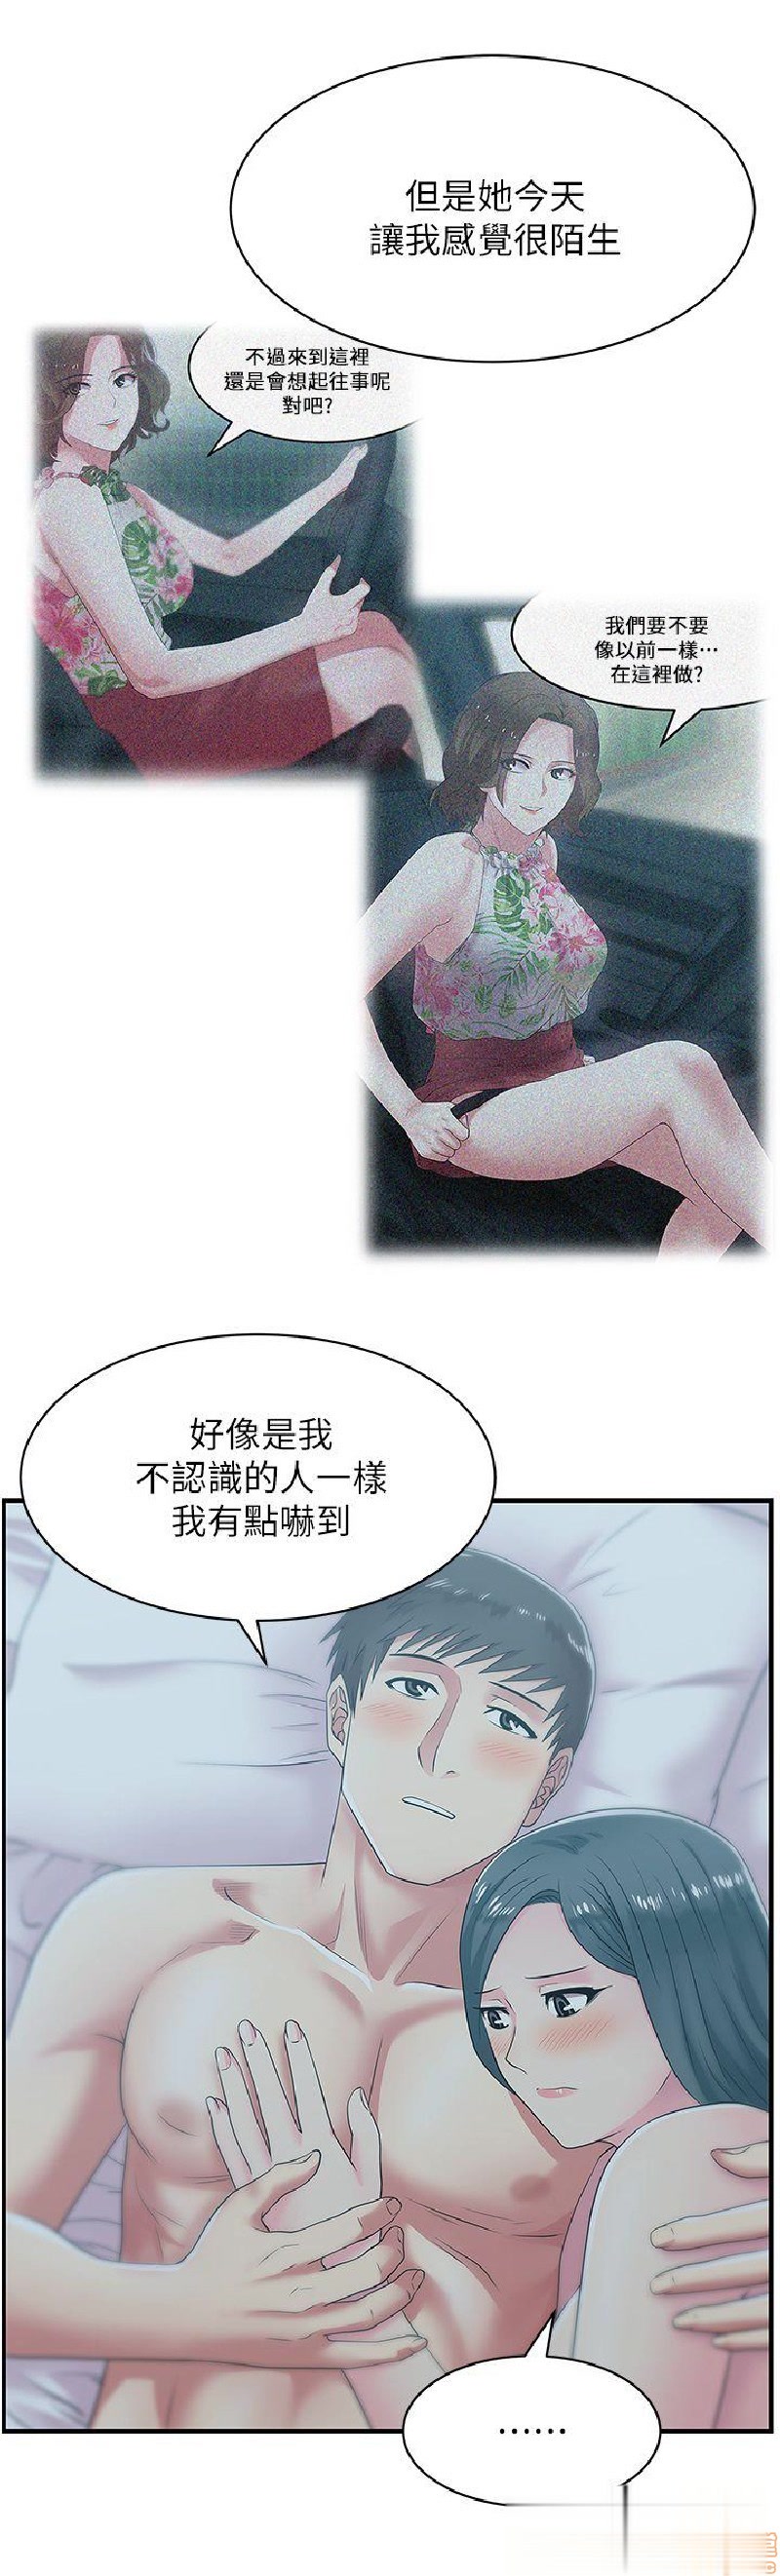 但是她今天
讓我感覺很陌生
不過來到這裡
還是會想起往事呢
對吧?
我們要不要
像以前一樣…
在這裡做?
好像是我
不認識的人一樣
我有點嚇到
……